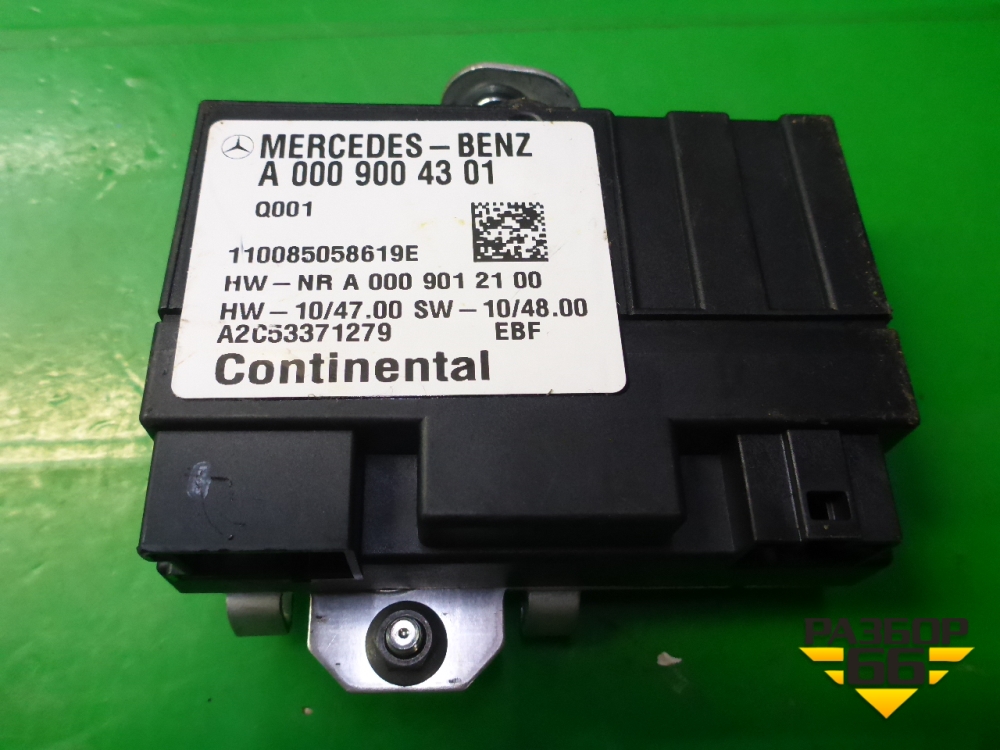 MERCEDES-BENZ
A 000 900 43 01
Q001
110085058619E
HW-NR A 000 901 21 00
HW-10/47.00 SW-10/48.00
A2C53371279 EBF
Continental
РАЗБОР
66